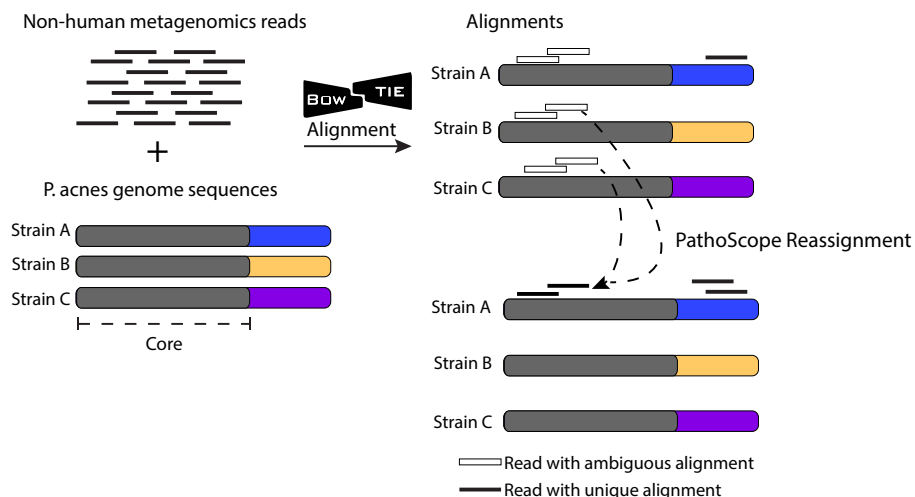 Non-human metagenomics reads
+
P. acnes genome sequences
Strain A
Strain B
Strain C
Core
BOW TIE
Alignment
Alignments
Strain A
Strain B
Strain C
PathoScope Reassignment
Strain A
Strain B
Strain C
Read with ambiguous alignment
Read with unique alignment